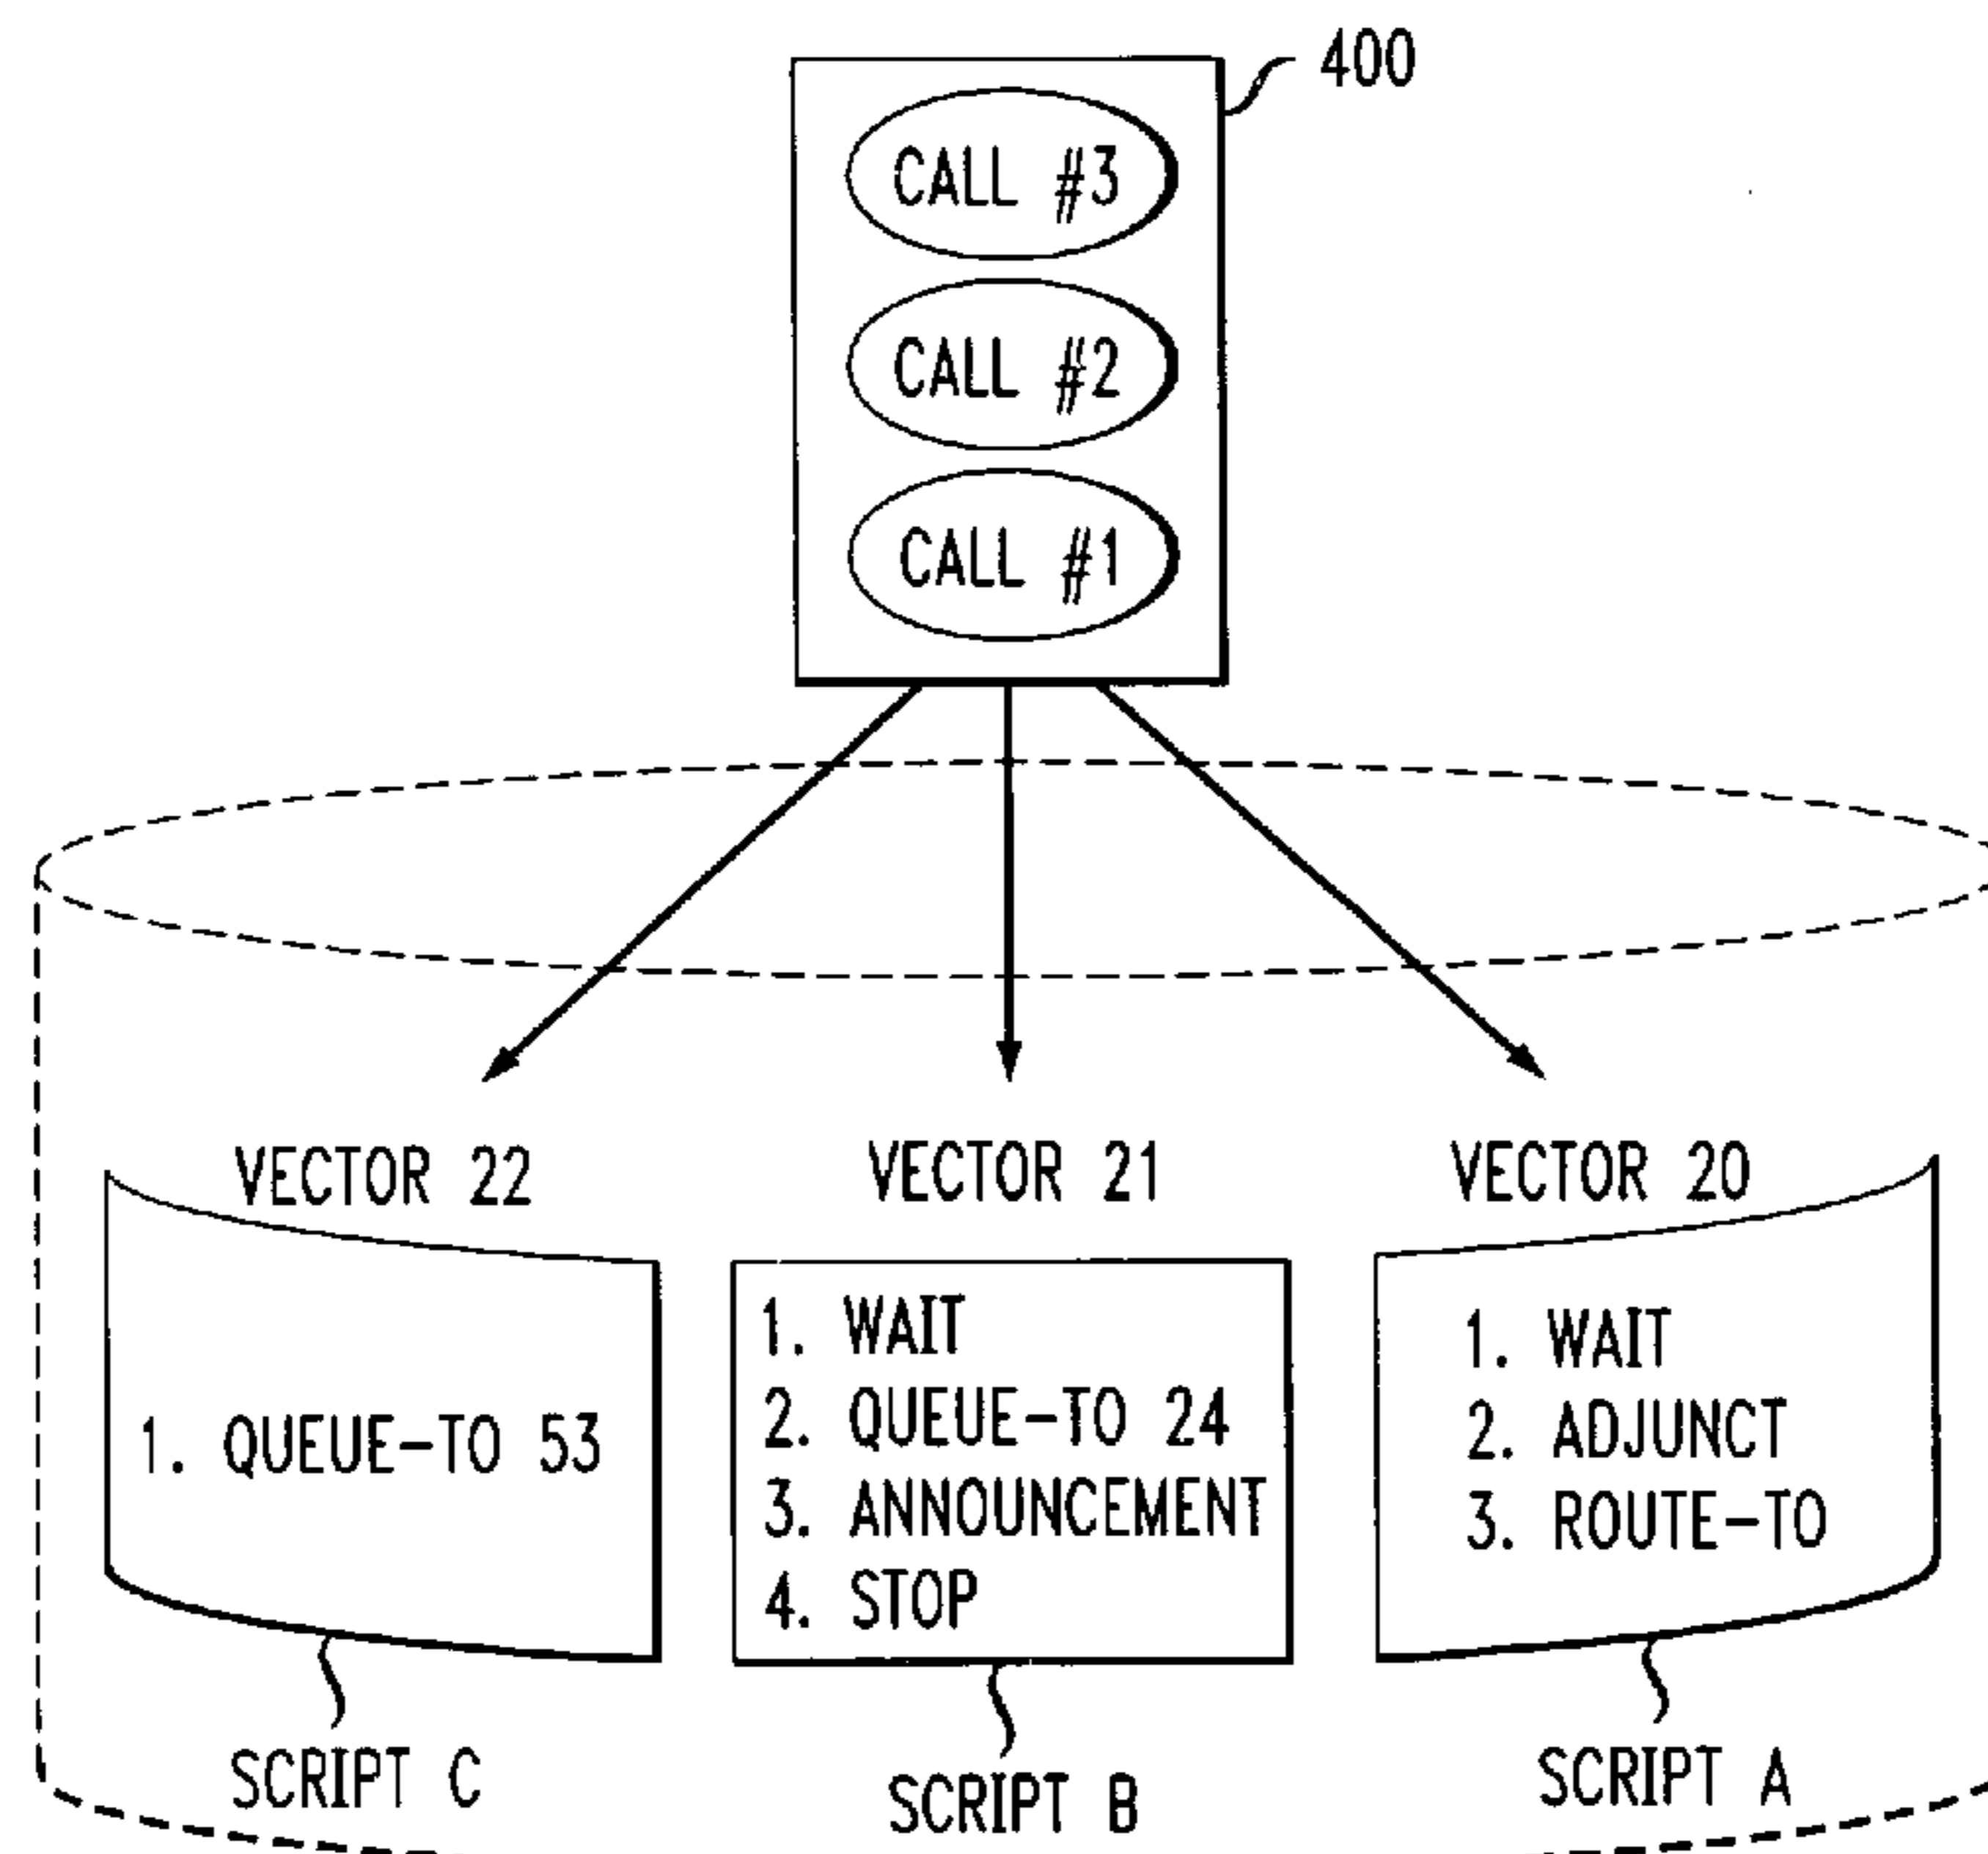 400
CALL #3
CALL #2
CALL #1
VECTOR 22
VECTOR 21
VECTOR 20
1. QUEUE-TO 53
1. WAIT
2. QUEUE-TO 24
3. ANNOUNCEMENT
4. STOP
1. WAIT
2. ADJUNCT
3. ROUTE-TO
SCRIPT C
SCRIPT B
SCRIPT A